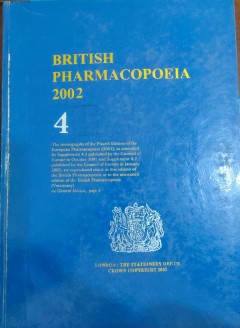 BRITISH
PHARMACOPOEIA
2002
4
The monographs of the Fourth Edition of the
European Pharmacopoeia (2001), as amended
by Supplement 4.1 published by the Council of
Europe in October 2001 and Supplement 4.2
published by the Council of Europe in January
2002, are reproduced either in this edition of
the British Pharmacopoeia or in the associated
edition of the British Pharmacopoeia
(Veterinary)
see General Notices, page 4
LONDON : THE STATIONERY OFFICE
CROWN COPYRIGHT 2002